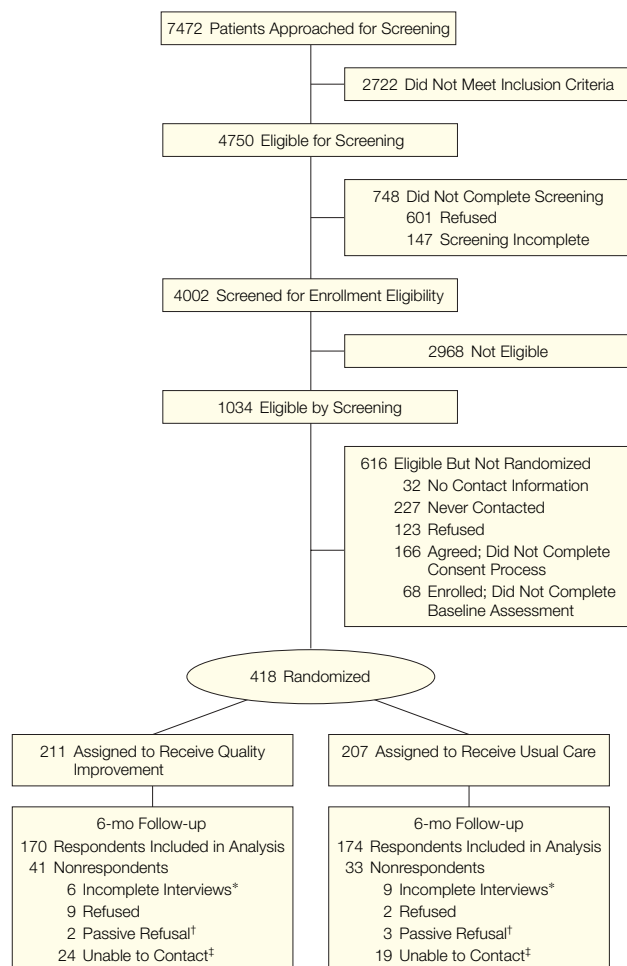 7472 Patients Approached for Screening
2722 Did Not Meet Inclusion Criteria
4750 Eligible for Screening
748 Did Not Complete Screening
601 Refused
147 Screening Incomplete
4002 Screened for Enrollment Eligibility
2968 Not Eligible
1034 Eligible by Screening
616 Eligible But Not Randomized
32 No Contact Information
227 Never Contacted
123 Refused
166 Agreed; Did Not Complete
Consent Process
68 Enrolled; Did Not Complete
Baseline Assessment
418 Randomized
211 Assigned to Receive Quality
Improvement
207 Assigned to Receive Usual Care
6-mo Follow-up
170 Respondents Included in Analysis
41 Nonrespondents
6 Incomplete Interviews*
9 Refused
2 Passive Refusal†
24 Unable to Contact‡
6-mo Follow-up
174 Respondents Included in Analysis
33 Nonrespondents
9 Incomplete Interviews*
2 Refused
3 Passive Refusal†
19 Unable to Contact‡